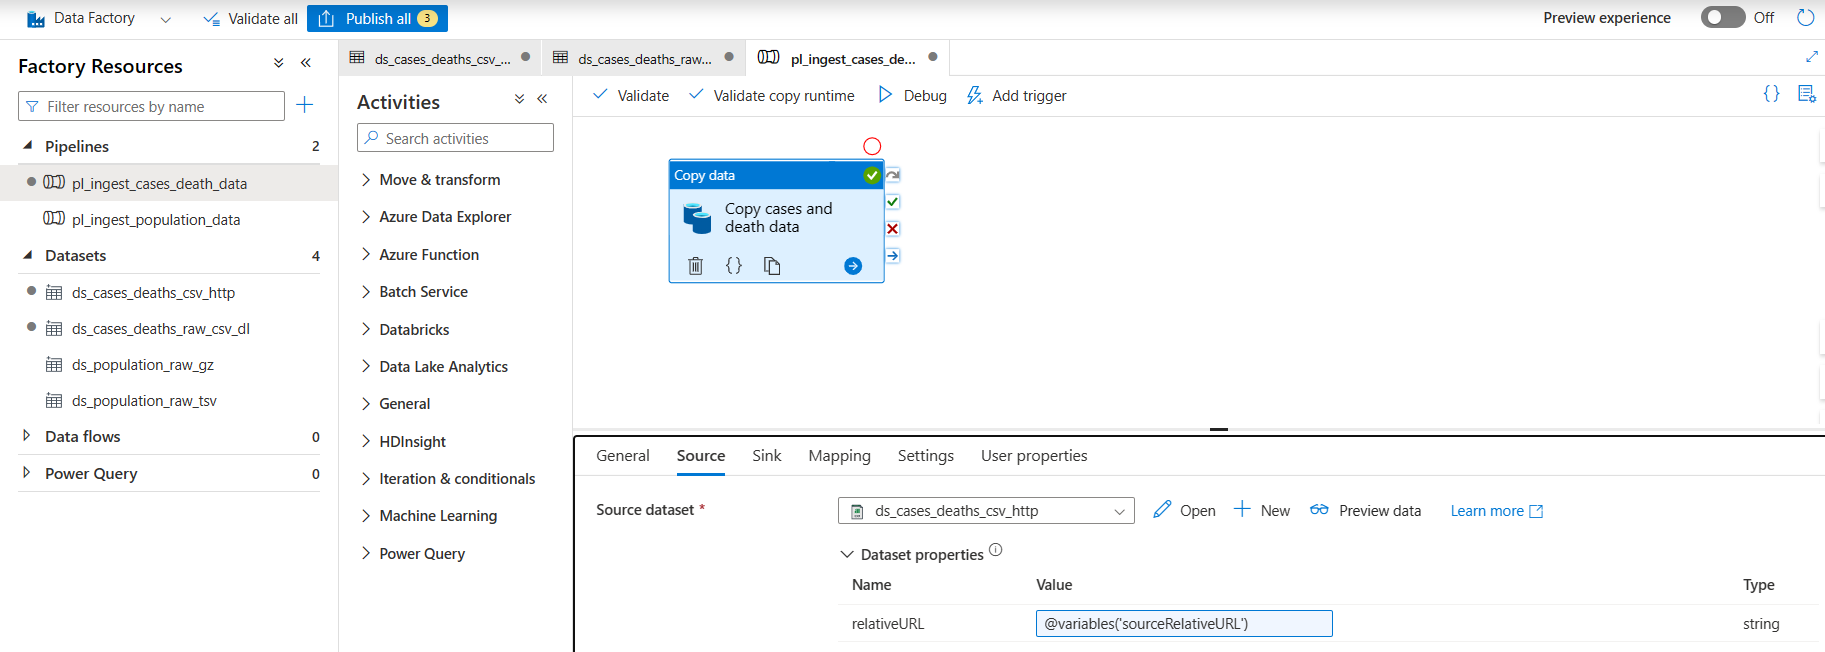 Data Factory
Validate all
Publish all 3
Preview experience
Off
Factory Resources
Filter resources by name
Pipelines 2
pl_ingest_cases_death_data
pl_ingest_population_data
Datasets 4
ds_cases_deaths_csv_http
ds_cases_deaths_raw_csv_dl
ds_population_raw_gz
ds_population_raw_tsv
Data flows 0
Power Query 0
ds_cases_deaths_csv_...
ds_cases_deaths_raw...
pl_ingest_cases_de...
Activities
Search activities
Move & transform
Azure Data Explorer
Azure Function
Batch Service
Databricks
Data Lake Analytics
General
HDInsight
Iteration & conditionals
Machine Learning
Power Query
Validate
Validate copy runtime
Debug
Add trigger
{}
Copy data
Copy cases and
death data
{}
General
Source
Sink
Mapping
Settings
User properties
Source dataset *
ds_cases_deaths_csv_http
Open
New
Preview data
Learn more
Dataset properties
Name Value Type
relativeURL @variables('sourceRelativeURL') string